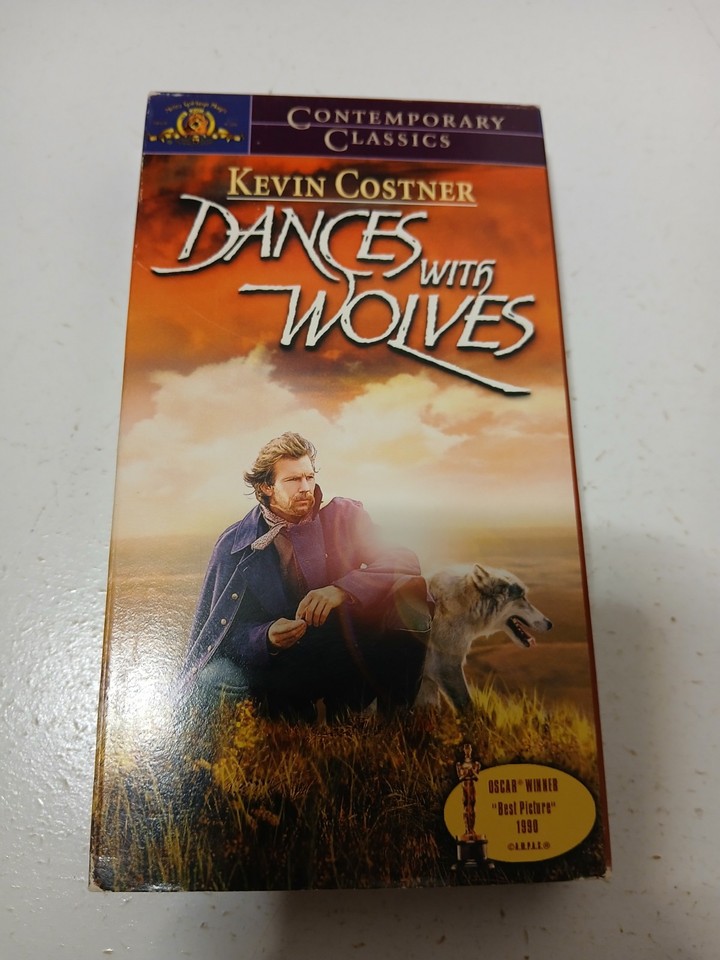 CONTEMPORARY
CLASSICS
KEVIN COSTNER
DANCES
WITH
WOLVES
OSCAR® WINNER
"Best Picture"
1990
©A.M.P.A.S.®